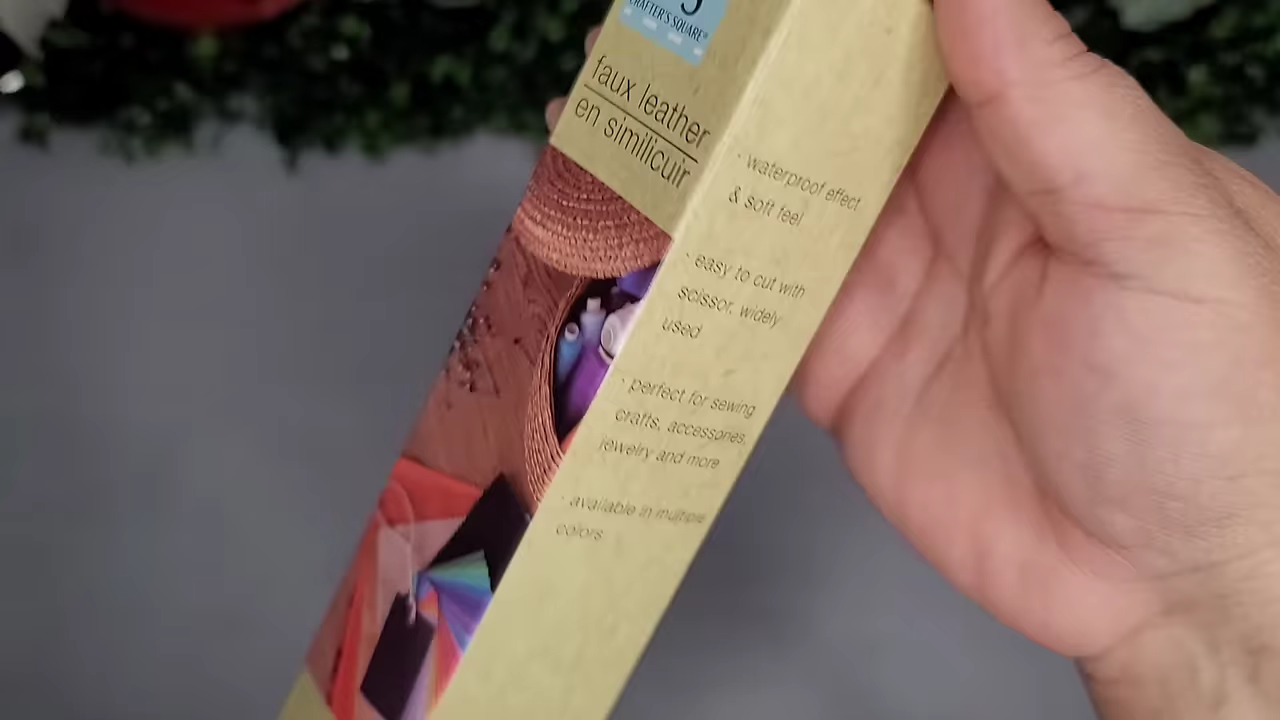 CRAFTER'S SQUARE®
faux leather
en similicuir
· waterproof effect
& soft feel
· easy to cut with
scissor, widely
used
· perfect for sewing
crafts, accessories,
jewelry and more
· available in multiple
colors